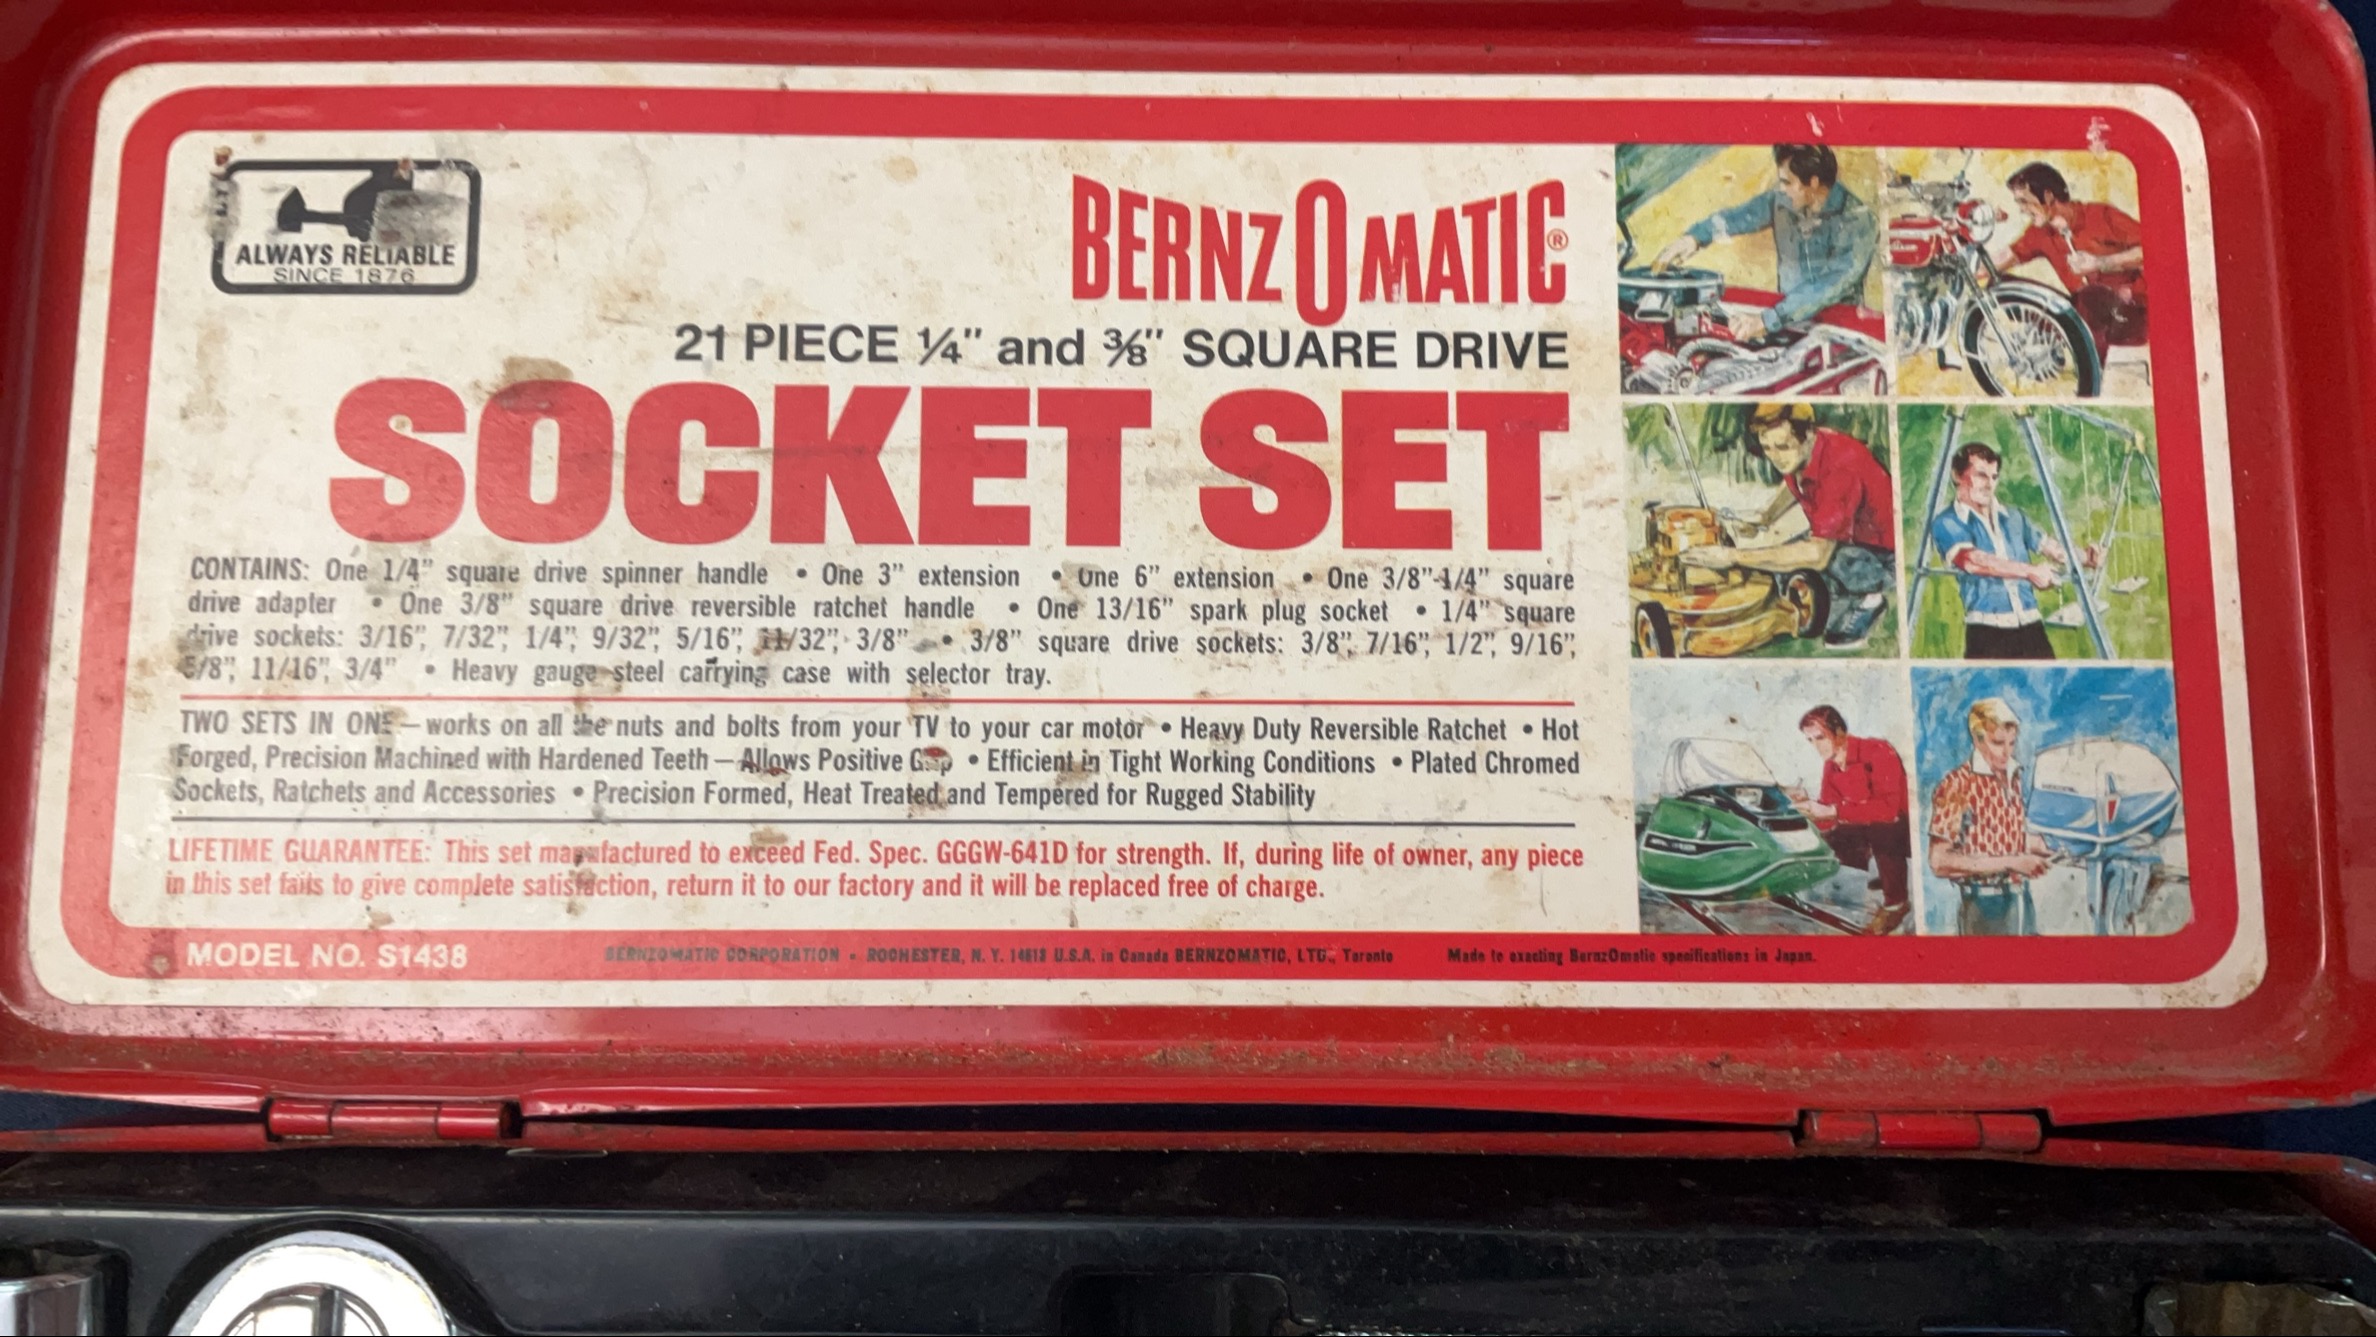 ALWAYS RELIABLE
SINCE 1876
BERNZOMATIC®
21 PIECE ¼" and ⅜" SQUARE DRIVE
SOCKET SET
CONTAINS: One 1/4" square drive spinner handle • One 3" extension • One 6" extension • One 3/8"-1/4" square
drive adapter • One 3/8" square drive reversible ratchet handle • One 13/16" spark plug socket • 1/4" square
drive sockets: 3/16", 7/32", 1/4", 9/32", 5/16", 11/32", 3/8" • 3/8" square drive sockets: 3/8", 7/16", 1/2", 9/16",
5/8", 11/16", 3/4" • Heavy gauge steel carrying case with selector tray.
TWO SETS IN ONE — works on all the nuts and bolts from your TV to your car motor • Heavy Duty Reversible Ratchet • Hot
Forged, Precision Machined with Hardened Teeth — Allows Positive Grip • Efficient in Tight Working Conditions • Plated Chromed
Sockets, Ratchets and Accessories • Precision Formed, Heat Treated and Tempered for Rugged Stability
LIFETIME GUARANTEE: This set manufactured to exceed Fed. Spec. GGGW-641D for strength. If, during life of owner, any piece
in this set fails to give complete satisfaction, return it to our factory and it will be replaced free of charge.
MODEL NO. S1438
BERNZOMATIC CORPORATION • ROCHESTER, N. Y. 14613 U.S.A. in Canada BERNZOMATIC, LTD., Toronto
Made to exacting BernzOmatic specifications in Japan.